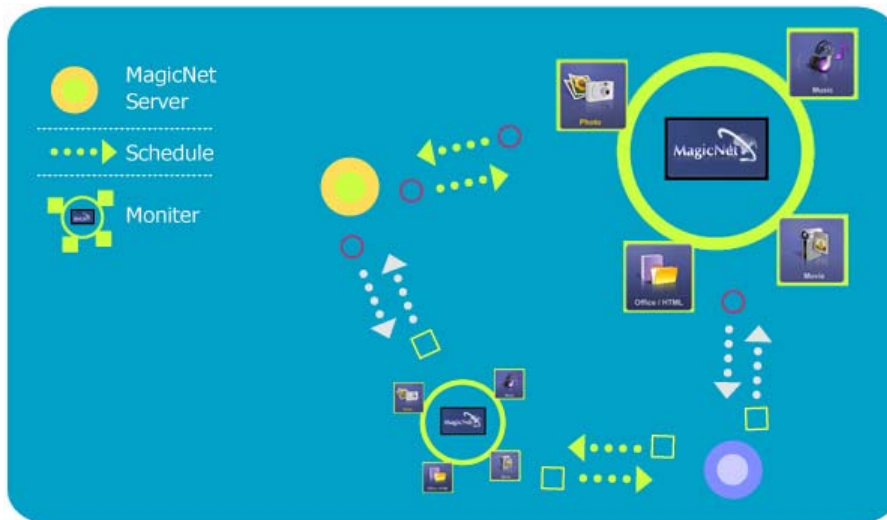 MagicNet
Server
Schedule
Moniter
Photo
Music
MagicNet
Office / HTML
Movie
MagicNet